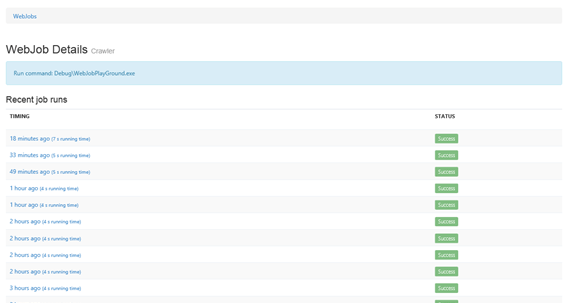 WebJobs
WebJob Details Crawler
Run command: Debug\WebJobPlayGround.exe
Recent job runs
TIMING STATUS
18 minutes ago (7 s running time) Success
33 minutes ago (5 s running time) Success
49 minutes ago (5 s running time) Success
1 hour ago (4 s running time) Success
1 hour ago (4 s running time) Success
2 hours ago (4 s running time) Success
2 hours ago (4 s running time) Success
2 hours ago (4 s running time) Success
2 hours ago (4 s running time) Success
3 hours ago (4 s running time) Success